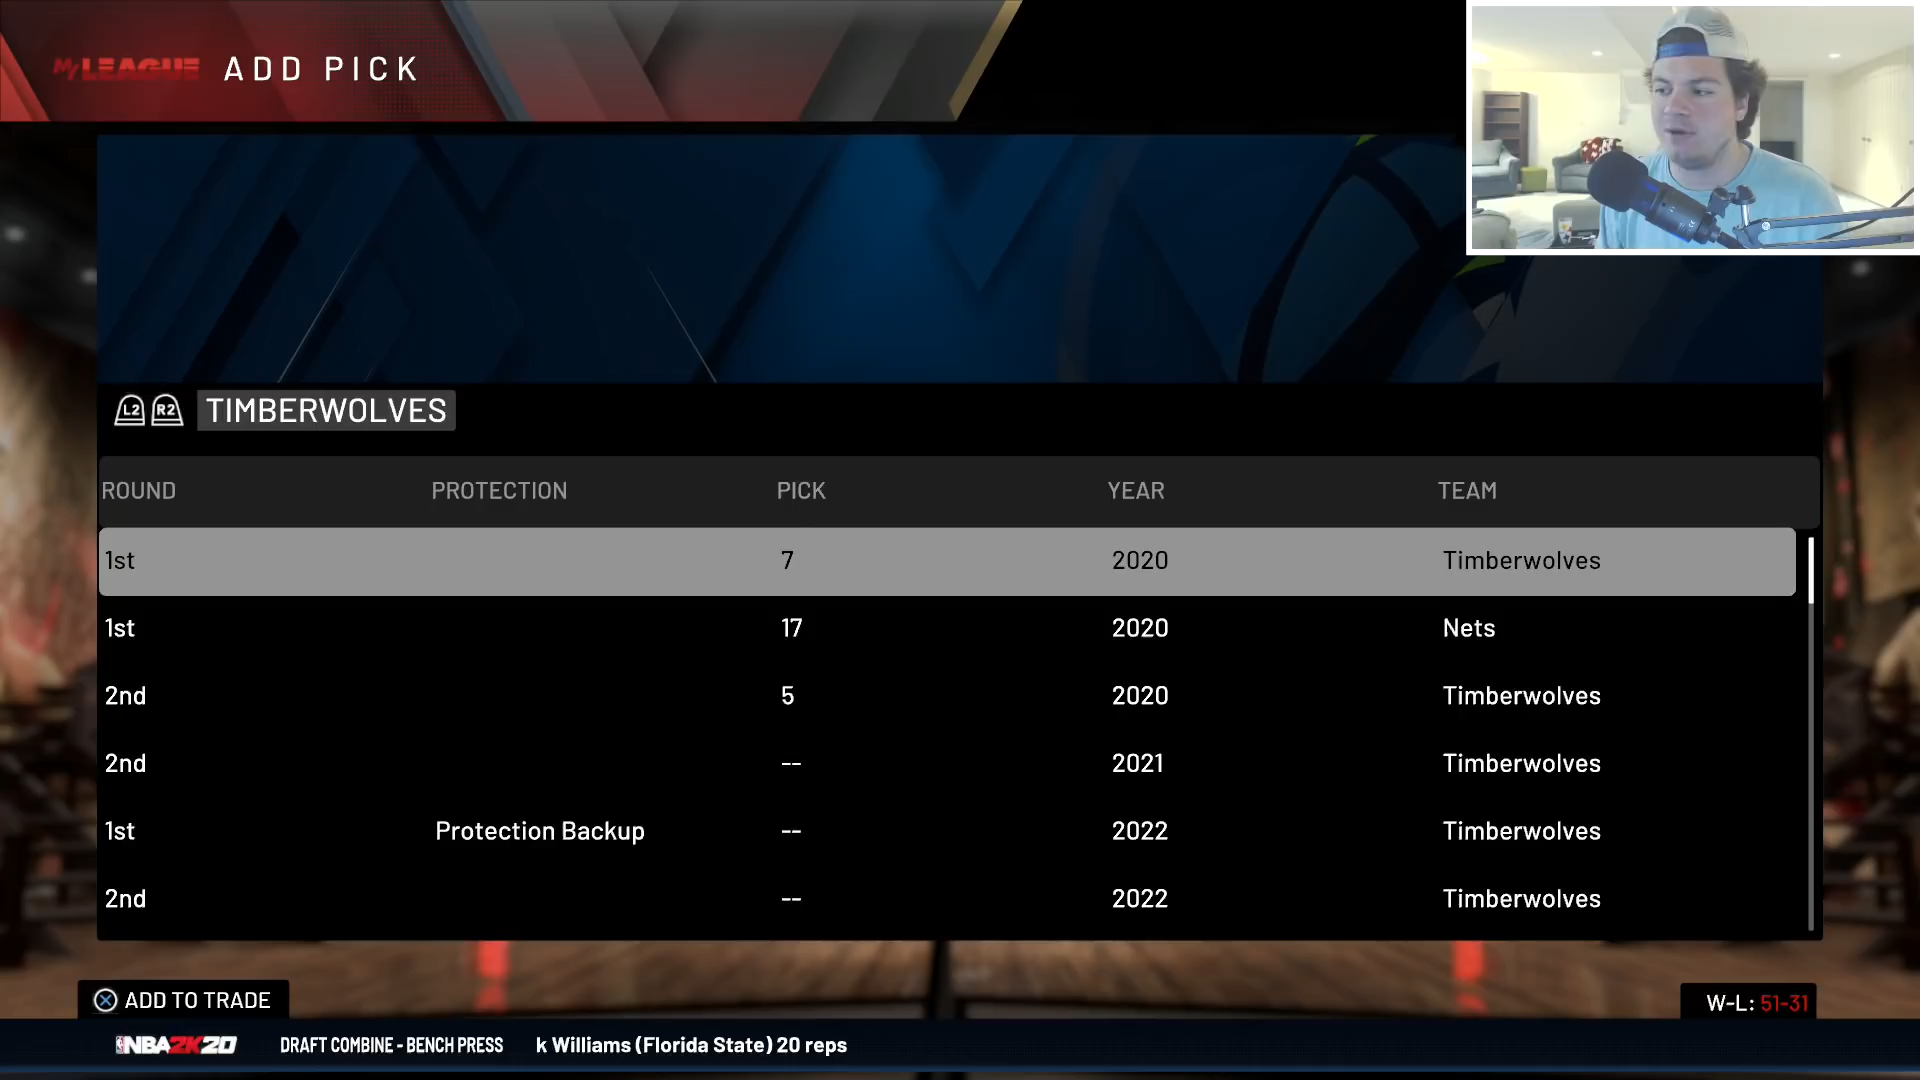 MyLEAGUE ADD PICK
L2 R2 TIMBERWOLVES
ROUND PROTECTION PICK YEAR TEAM
1st 7 2020 Timberwolves
1st 17 2020 Nets
2nd 5 2020 Timberwolves
2nd -- 2021 Timberwolves
1st Protection Backup -- 2022 Timberwolves
2nd -- 2022 Timberwolves
ADD TO TRADE
W-L: 51-31
NBA2K20 DRAFT COMBINE - BENCH PRESS k Williams (Florida State) 20 reps